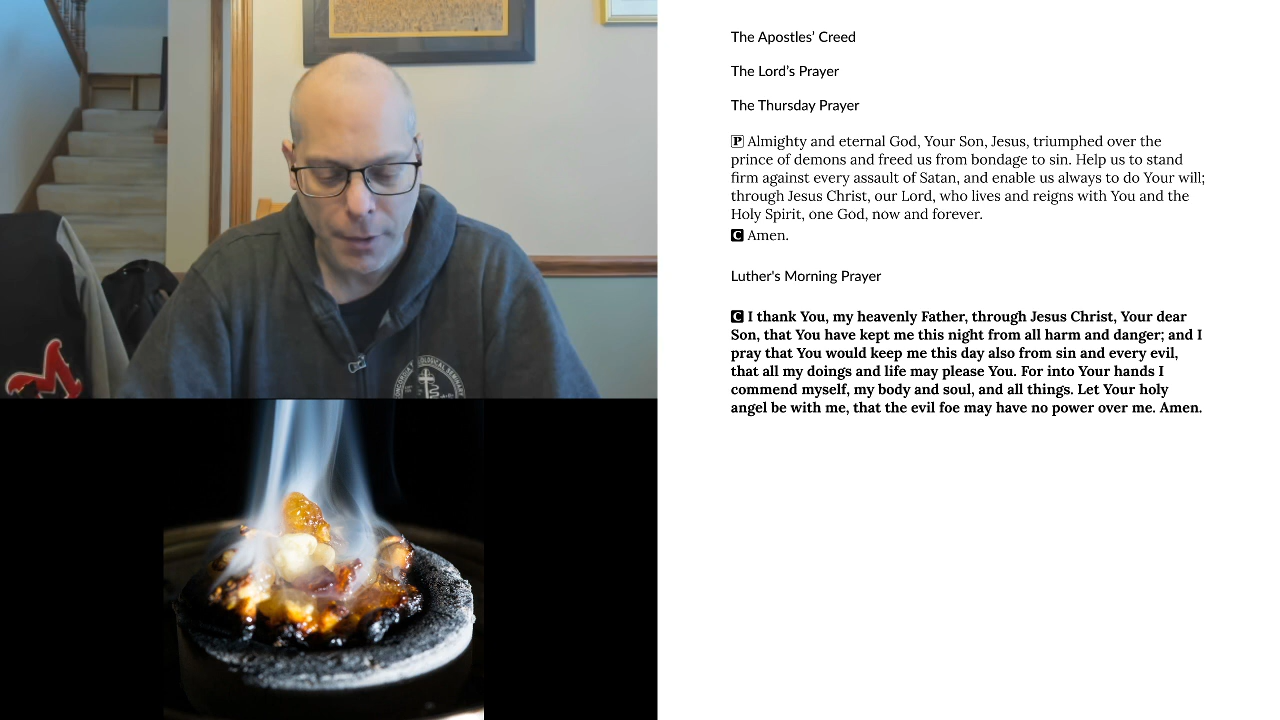 The Apostles’ Creed
The Lord’s Prayer
The Thursday Prayer
P Almighty and eternal God, Your Son, Jesus, triumphed over the
prince of demons and freed us from bondage to sin. Help us to stand
firm against every assault of Satan, and enable us always to do Your will;
through Jesus Christ, our Lord, who lives and reigns with You and the
Holy Spirit, one God, now and forever.
C Amen.
Luther's Morning Prayer
C I thank You, my heavenly Father, through Jesus Christ, Your dear
Son, that You have kept me this night from all harm and danger; and I
pray that You would keep me this day also from sin and every evil,
that all my doings and life may please You. For into Your hands I
commend myself, my body and soul, and all things. Let Your holy
angel be with me, that the evil foe may have no power over me. Amen.